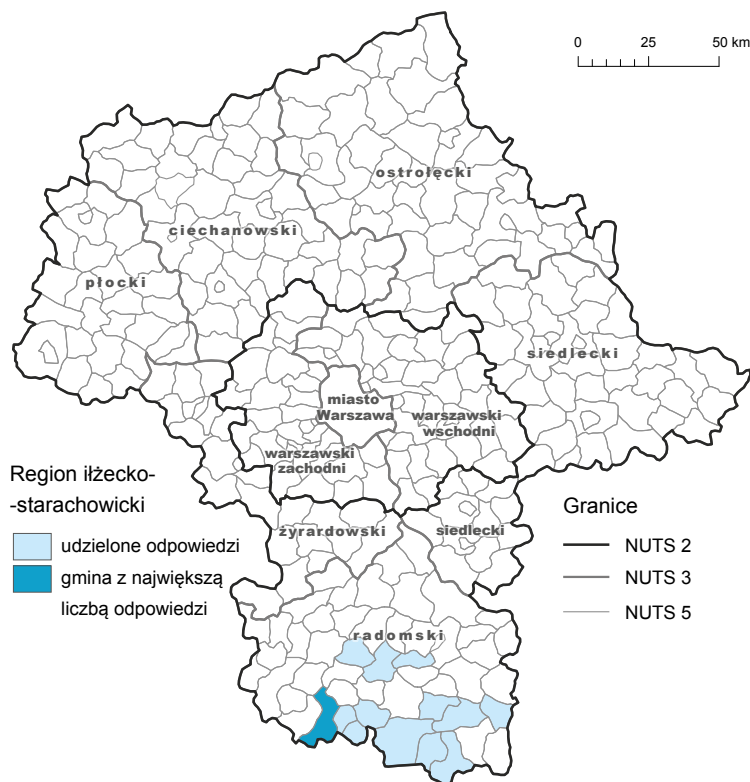 0 25 50 km
ostrołęcki
ciechanowski
płocki
siedlecki
miasto
Warszawa
warszawski
wschodni
warszawski
zachodni
Region iłżecko-
-starachowicki
udzielone odpowiedzi
gmina z największą
liczbą odpowiedzi
żyrardowski
siedlecki
Granice
NUTS 2
NUTS 3
NUTS 5
radomski